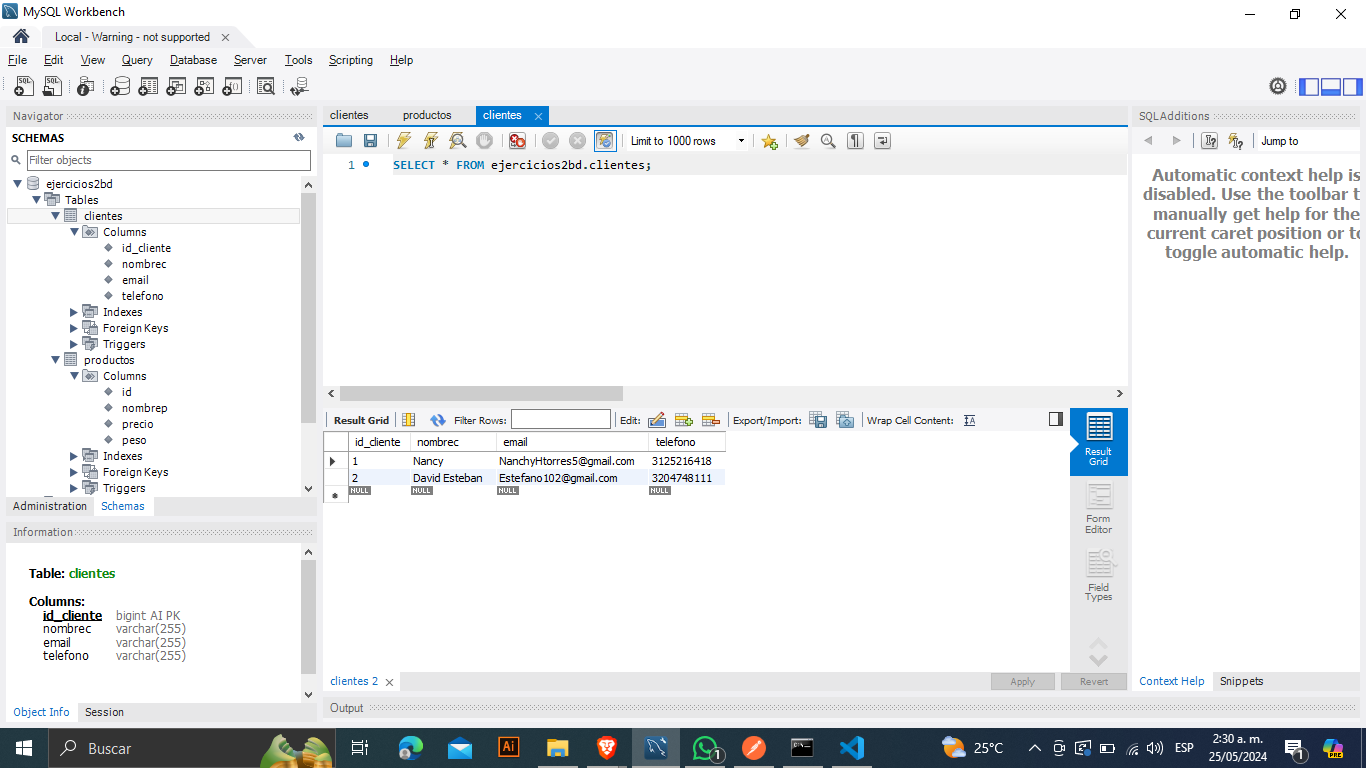 MySQL Workbench
Local - Warning - not supported
File Edit View Query Database Server Tools Scripting Help
Navigator
SCHEMAS
Filter objects
ejercicios2bd
Tables
clientes
Columns
id_cliente
nombrec
email
telefono
Indexes
Foreign Keys
Triggers
productos
Columns
id
nombrep
precio
peso
Indexes
Foreign Keys
Triggers
Administration Schemas
Information
Table: clientes
Columns:
id_cliente bigint AI PK
nombrec varchar(255)
email varchar(255)
telefono varchar(255)
Object Info Session
clientes productos clientes
Limit to 1000 rows
1 SELECT * FROM ejercicios2bd.clientes;
Result Grid Filter Rows: Edit: Export/Import: Wrap Cell Content:
id_cliente nombrec email telefono
1 Nancy NanchyHtorres5@gmail.com 3125216418
2 David Esteban Estefano102@gmail.com 3204748111
NULL NULL NULL NULL
Result Grid
Form Editor
Field Types
clientes 2
Apply Revert
Output
SQLAdditions
Jump to
Automatic context help is
disabled. Use the toolbar t
manually get help for the
current caret position or to
toggle automatic help.
Context Help Snippets
Buscar
Ai
1
25°C
ESP
2:30 a. m.
25/05/2024
1
PRE